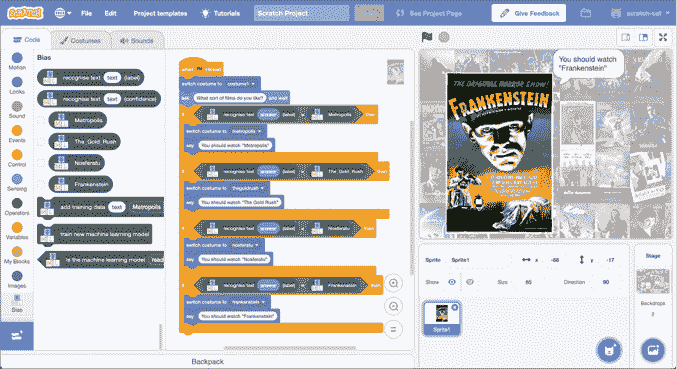 SCRATCH
File
Edit
Project templates
Tutorials
Scratch Project
See Project Page
Give Feedback
scratch-cat
Code
Costumes
Sounds
Motion
Looks
Sound
Events
Control
Sensing
Operators
Variables
My Blocks
Images
Bias
Bias
recognise text text (label)
recognise text text (confidence)
Metropolis
The Gold Rush
Nosferatu
Frankenstein
add training data text Metropolis
train new machine learning model
is the machine learning model
switch costume to costume1
What sort of films do you like? and wait
if recognise text answer (label) = Metropolis then
switch costume to metropolis
say You should watch "Metropolis"
if recognise text answer (label) = The Gold Rush then
switch costume to thegoldrush
say You should watch "The Gold Rush"
if recognise text answer (label) = Nosferatu then
switch costume to nosferatu
say You should watch "Nosferatu"
if recognise text answer (label) = Frankenstein then
switch costume to frankenstein
say You should watch "Frankenstein"
Backpack
You should watch
"Frankenstein"
THE ORIGINAL HORROR SHOW!
FRANKENSTEIN
Sprite
Sprite1
x
-68
y
-17
Show
Size
65
Direction
90
Sprite1
Stage
Backdrops
2